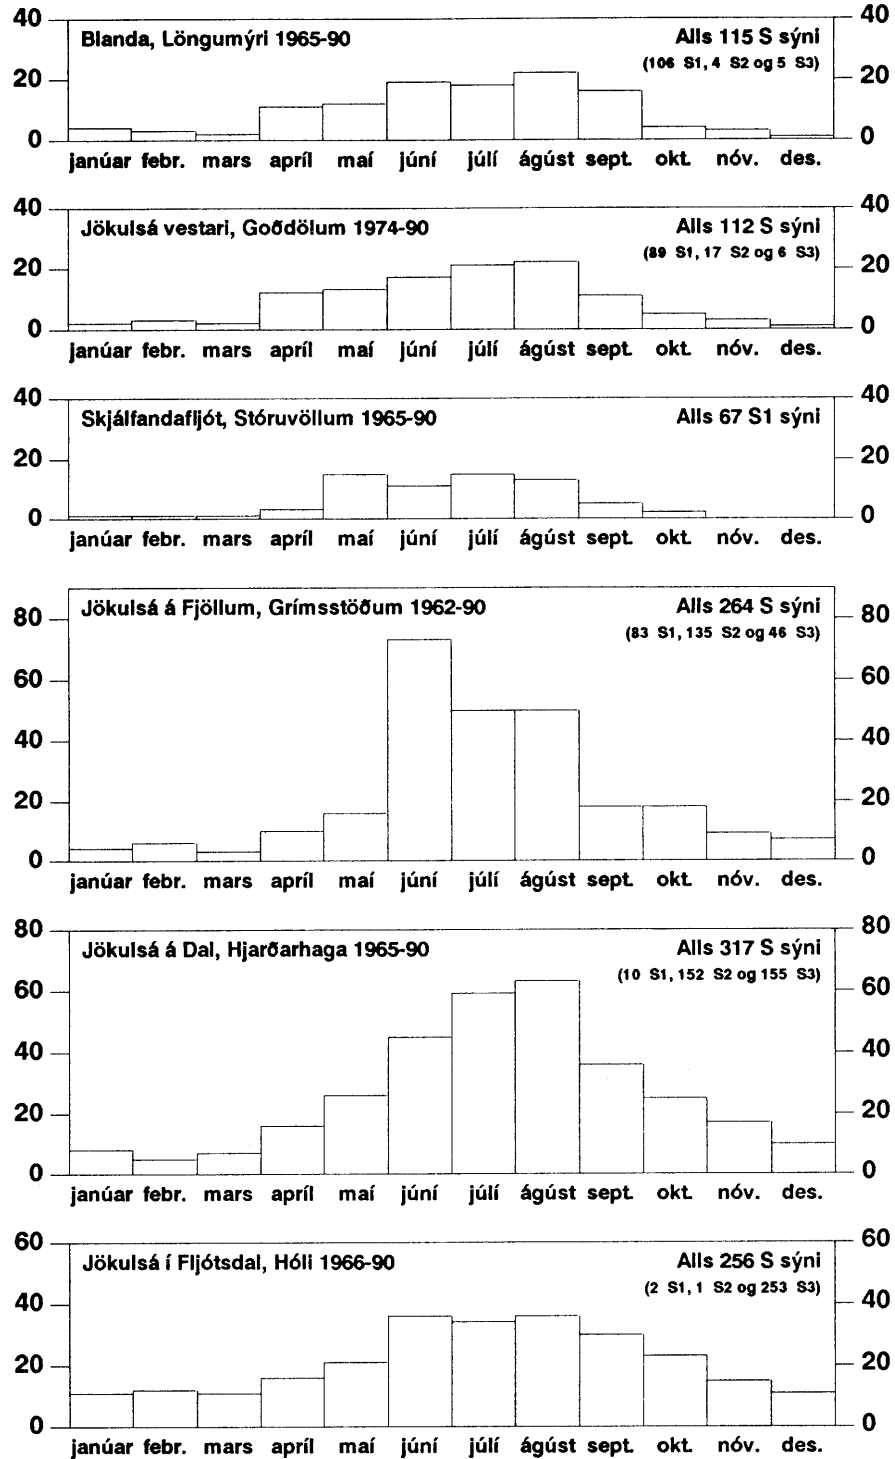 40 40
Blanda, Löngumýri 1965-90 Alls 115 S sýni
(106 S1, 4 S2 og 5 S3)
20 20
0 0
janúar febr. mars apríl maí júní júlí ágúst sept. okt. nóv. des.
40 40
Jökulsá vestari, Goðdölum 1974-90 Alls 112 S sýni
(89 S1, 17 S2 og 6 S3)
20 20
0 0
janúar febr. mars apríl maí júní júlí ágúst sept. okt. nóv. des.
40 40
Skjálfandafljót, Stóruvöllum 1965-90 Alls 67 S1 sýni
20 20
0 0
janúar febr. mars apríl maí júní júlí ágúst sept. okt. nóv. des.
Jökulsá á Fjöllum, Grímsstöðum 1962-90 Alls 264 S sýni
80 80
(83 S1, 135 S2 og 46 S3)
60 60
40 40
20 20
0 0
janúar febr. mars apríl maí júní júlí ágúst sept. okt. nóv. des.
80 80
Jökulsá á Dal, Hjarðarhaga 1965-90 Alls 317 S sýni
(10 S1, 152 S2 og 155 S3)
60 60
40 40
20 20
0 0
janúar febr. mars apríl maí júní júlí ágúst sept. okt. nóv. des.
60 60
Jökulsá í Fljótsdal, Hóli 1966-90 Alls 256 S sýni
(2 S1, 1 S2 og 253 S3)
40 40
20 20
0 0
janúar febr. mars apríl maí júní júlí ágúst sept. okt. nóv. des.